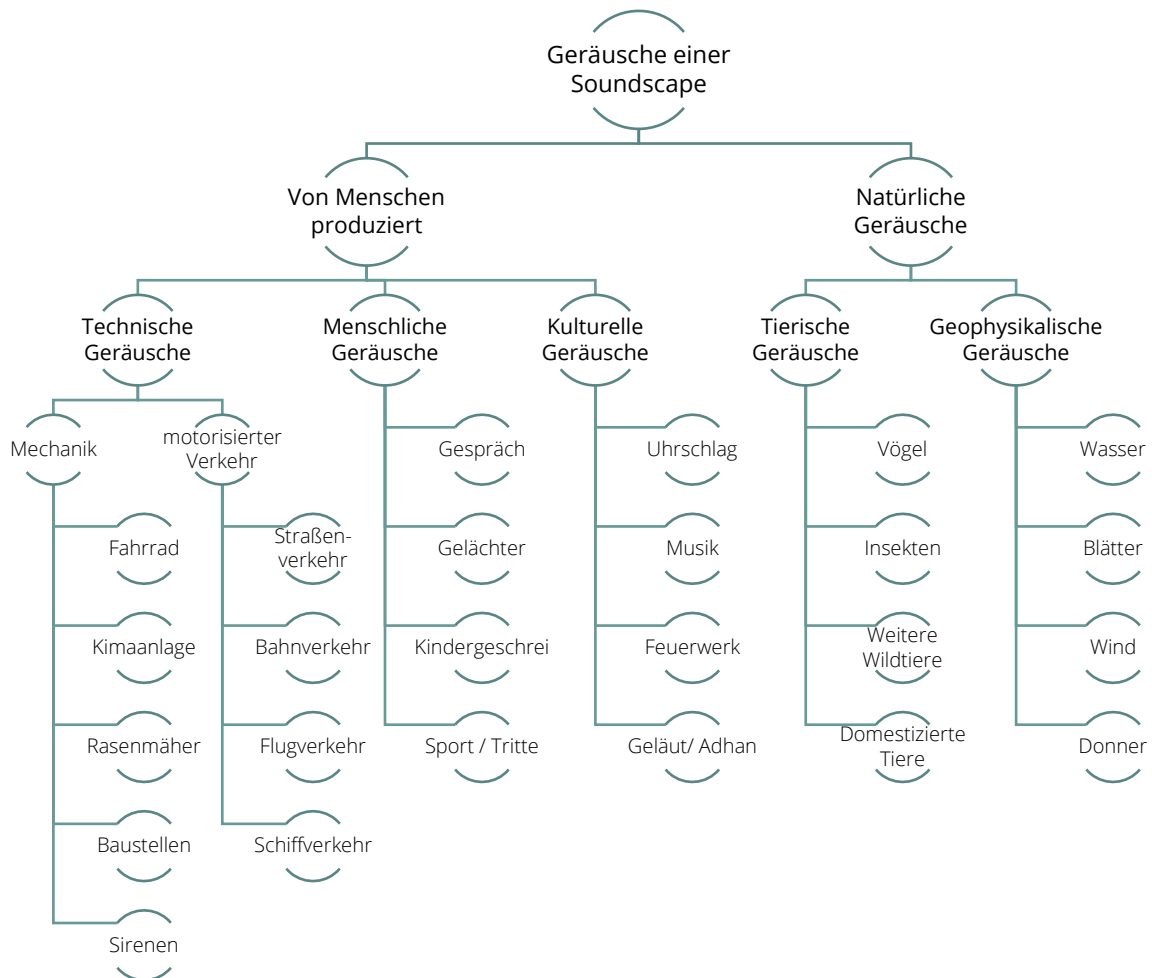 Geräusche einer
Soundscape
Von Menschen
produziert
Natürliche
Geräusche
Technische
Geräusche
Menschliche
Geräusche
Kulturelle
Geräusche
Tierische
Geräusche
Geophysikalische
Geräusche
Mechanik
Fahrrad
Kimaanlage
Rasenmäher
Baustellen
Sirenen
motorisierter
Verkehr
Straßen-
verkehr
Bahnverkehr
Flugverkehr
Schiffverkehr
Gespräch
Gelächter
Kindergeschrei
Sport / Tritte
Uhrschlag
Musik
Feuerwerk
Geläut/ Adhan
Vögel
Insekten
Weitere
Wildtiere
Domestizierte
Tiere
Wasser
Blätter
Wind
Donner